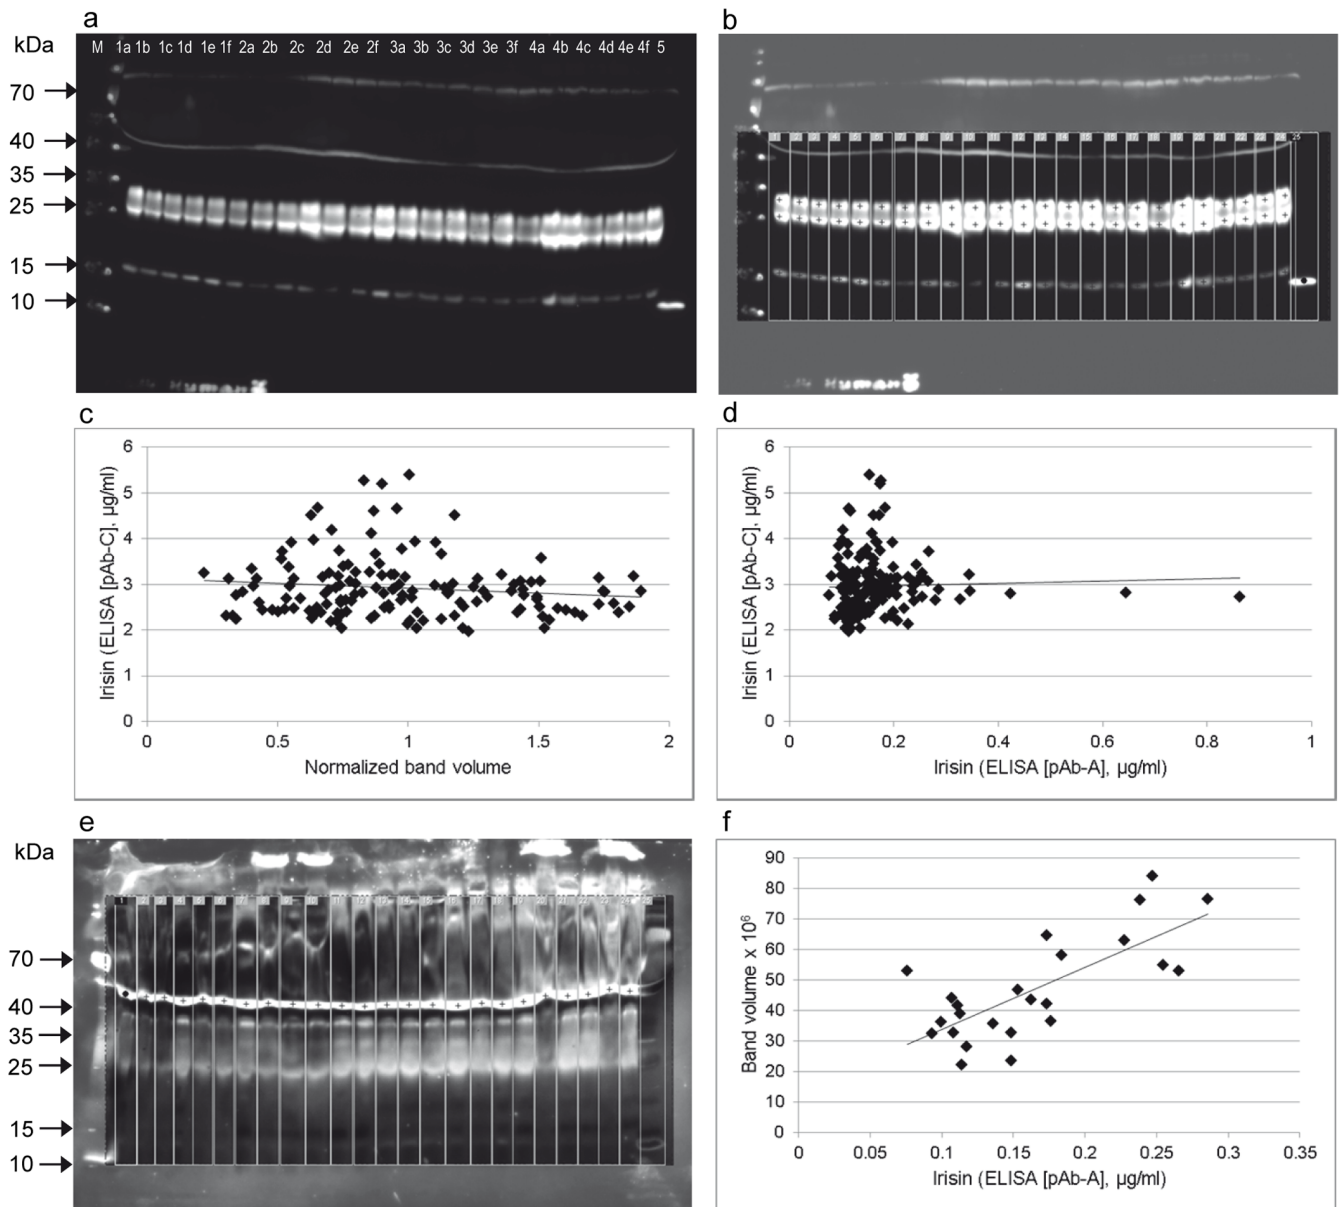 a
kDa
M 1a 1b 1c 1d 1e 1f 2a 2b 2c 2d 2e 2f 3a 3b 3c 3d 3e 3f 4a 4b 4c 4d 4e 4f 5
70
40
35
25
15
10
b
c
Irisin (ELISA [pAb-C], µg/ml)
6
5
4
3
2
1
0
0 0.5 1 1.5 2
Normalized band volume
d
Irisin (ELISA [pAb-C], µg/ml)
6
5
4
3
2
1
0
0 0.2 0.4 0.6 0.8 1
Irisin (ELISA [pAb-A], µg/ml)
e
kDa
70
40
35
25
15
10
f
Band volume x 10⁶
90
80
70
60
50
40
30
20
10
0
0 0.05 0.1 0.15 0.2 0.25 0.3 0.35
Irisin (ELISA [pAb-A], µg/ml)